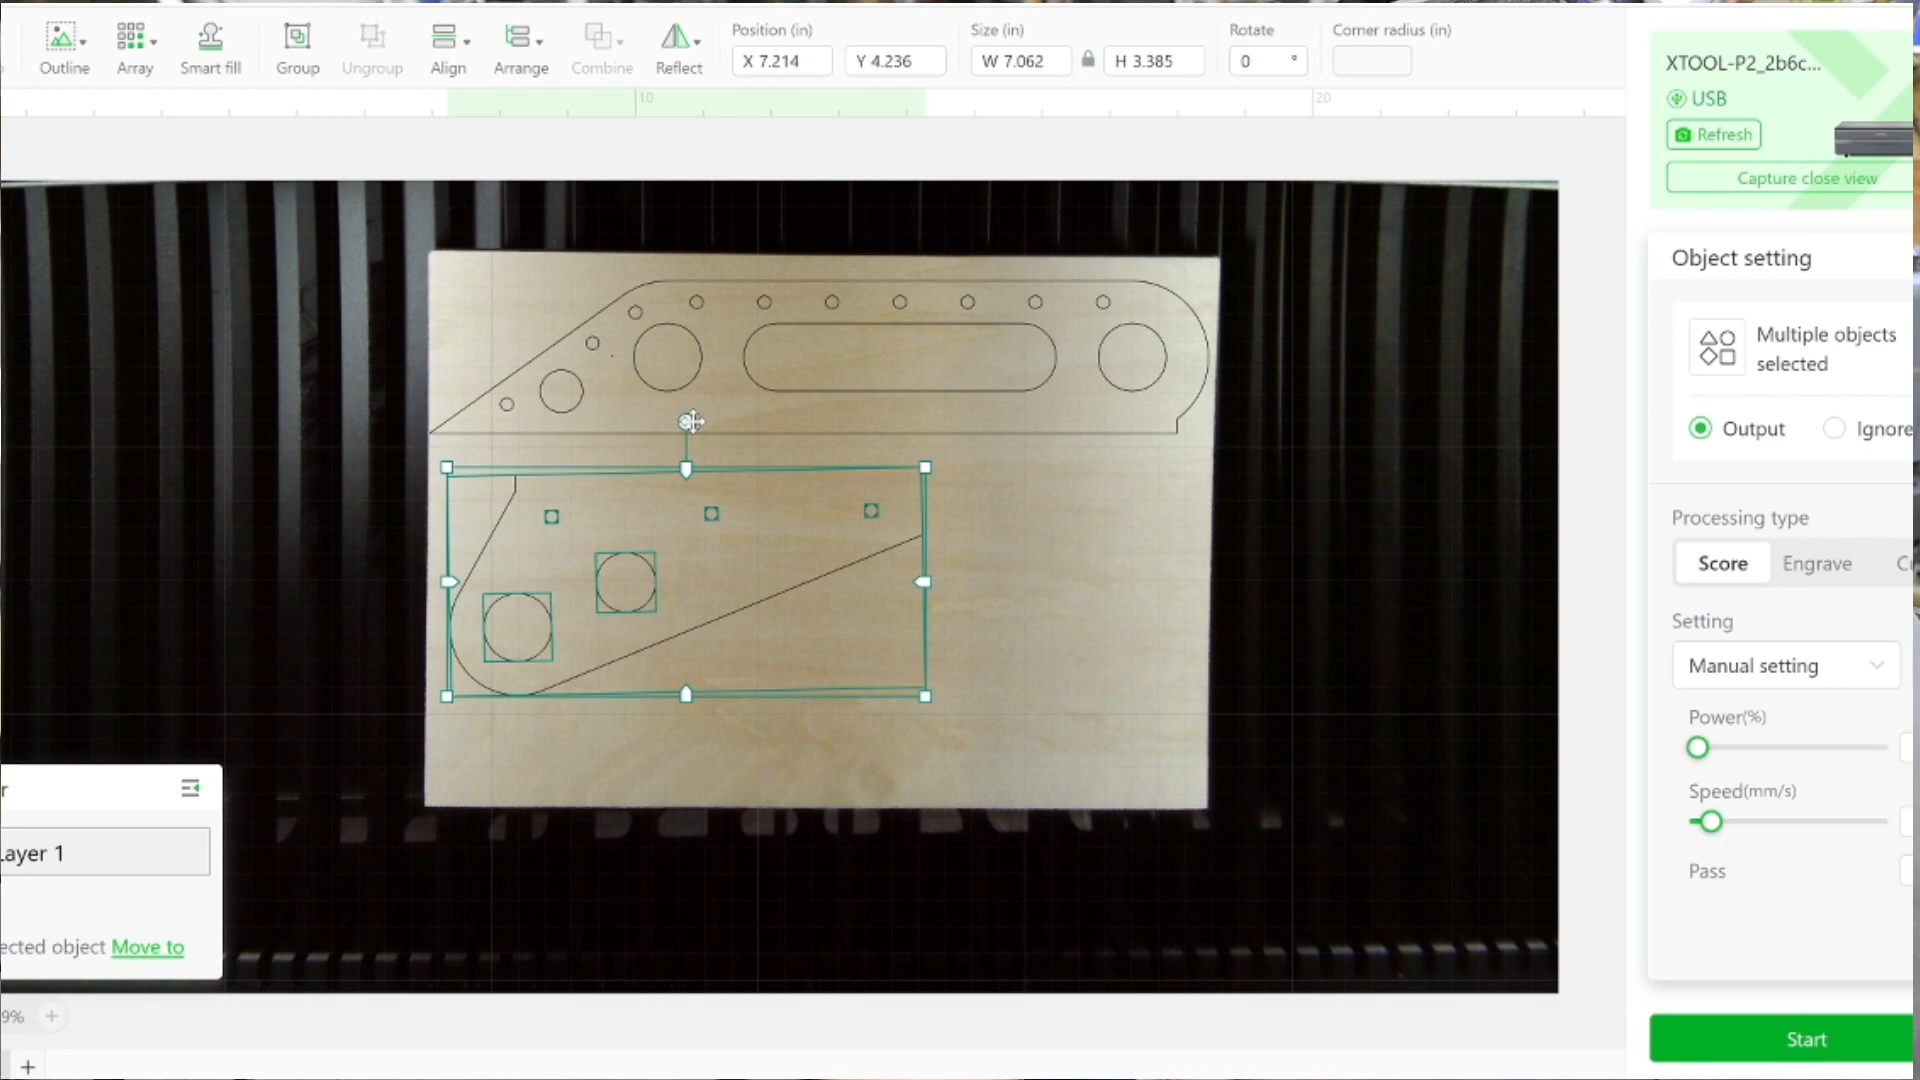 Outline
Array
Smart fill
Group
Ungroup
Align
Arrange
Combine
Reflect
Position (in)
X 7.214
Y 4.236
Size (in)
W 7.062
H 3.385
Rotate
0 °
Corner radius (in)
10
20
XTOOL-P2_2b6c...
USB
Refresh
Capture close view
Object setting
Multiple objects
selected
Output
Ignore
Processing type
Score
Engrave
Cu
Setting
Manual setting
Power(%)
Speed(mm/s)
Pass
Start
r
Layer 1
ected object Move to
9%
+
+